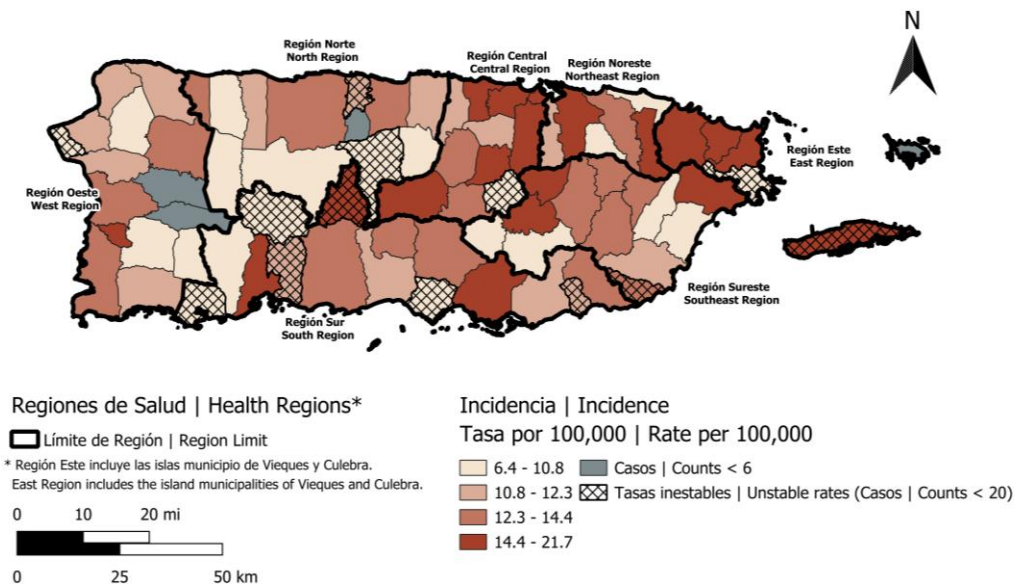 N
Región Norte
North Region
Región Central
Central Region
Región Noreste
Northeast Region
Región Este
East Region
Región Oeste
West Region
Región Sureste
Southeast Region
Región Sur
South Region
Regiones de Salud | Health Regions*
Límite de Región | Region Limit
* Región Este incluye las islas municipio de Vieques y Culebra.
East Region includes the island municipalities of Vieques and Culebra.
0 10 20 mi
0 25 50 km
Incidencia | Incidence
Tasa por 100,000 | Rate per 100,000
6.4 - 10.8
10.8 - 12.3
12.3 - 14.4
14.4 - 21.7
Casos | Counts < 6
Tasas inestables | Unstable rates (Casos | Counts < 20)